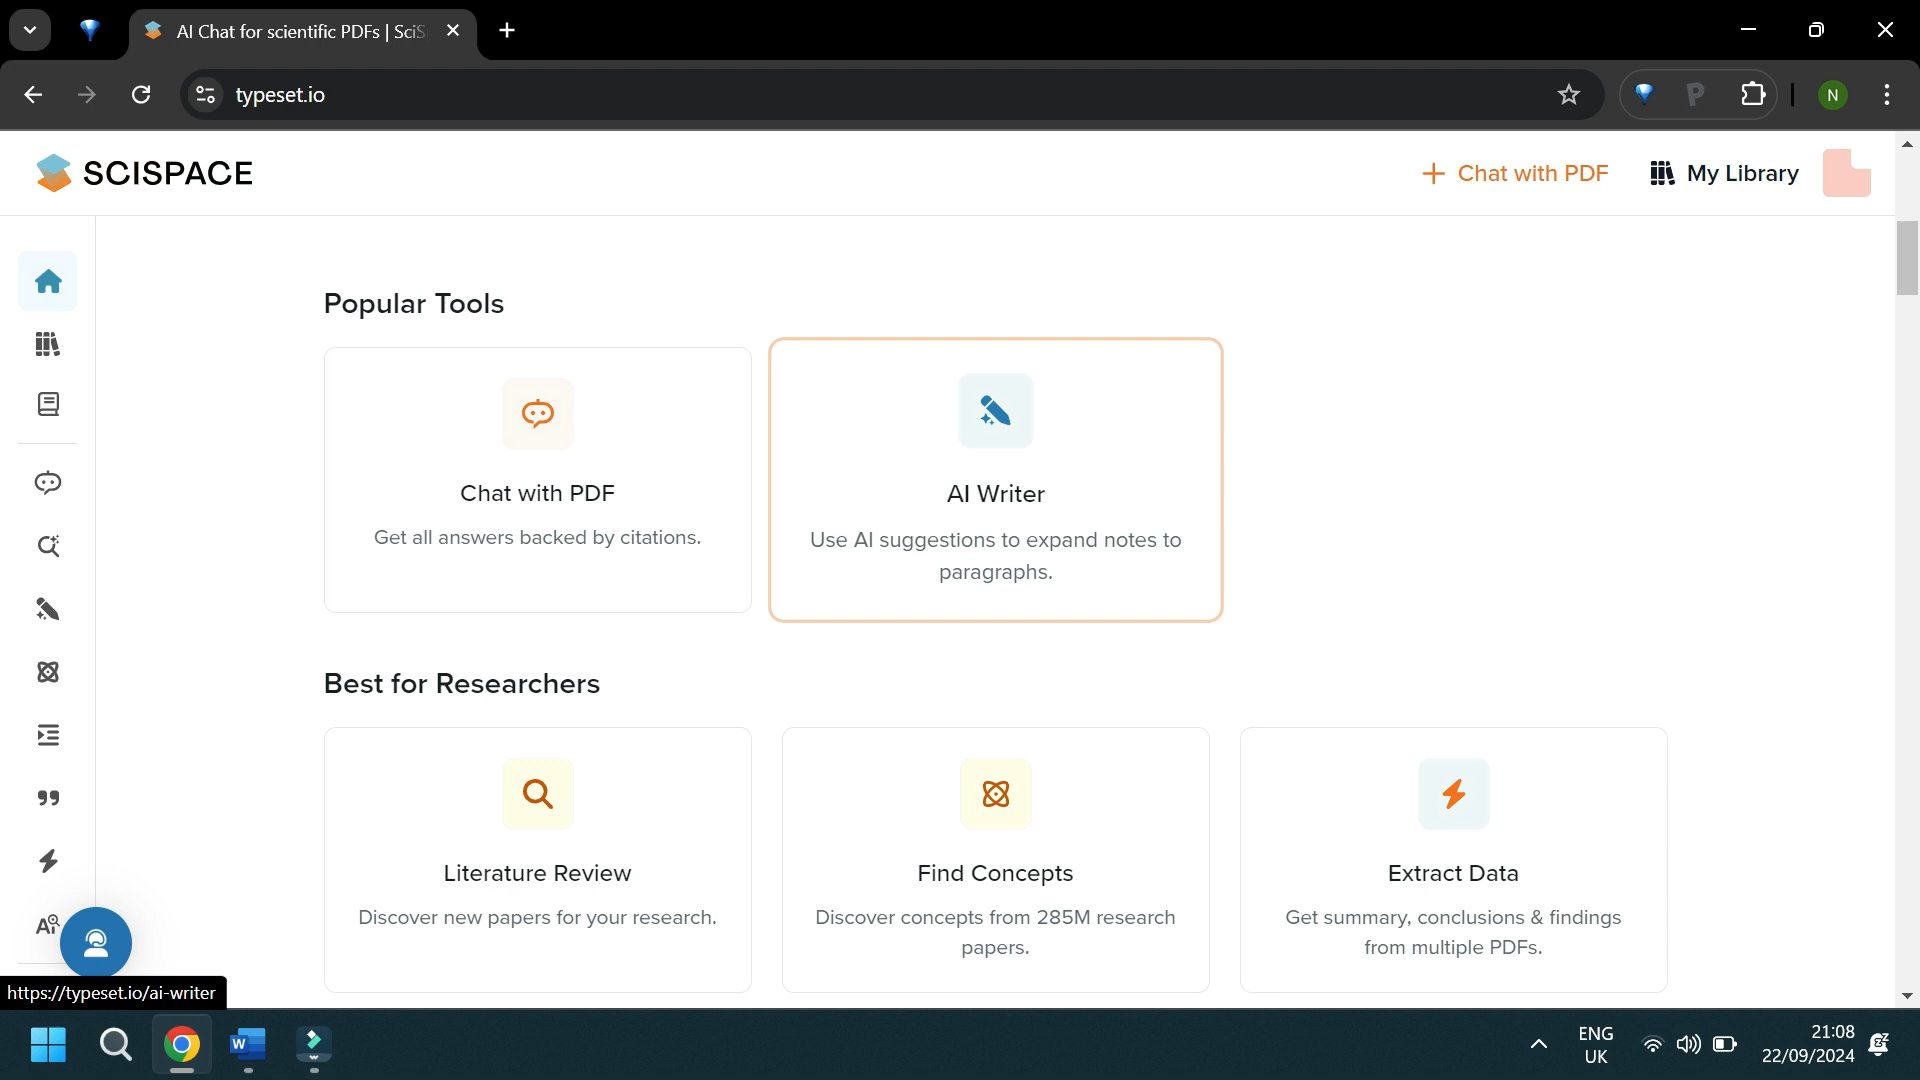 AI Chat for scientific PDFs | SciS
typeset.io
N
SCISPACE
Chat with PDF
My Library
Popular Tools
Chat with PDF
Get all answers backed by citations.
AI Writer
Use AI suggestions to expand notes to
paragraphs.
Best for Researchers
Literature Review
Discover new papers for your research.
Find Concepts
Discover concepts from 285M research
papers.
Extract Data
Get summary, conclusions & findings
from multiple PDFs.
Ai
https://typeset.io/ai-writer
W
ENG
UK
21:08
22/09/2024